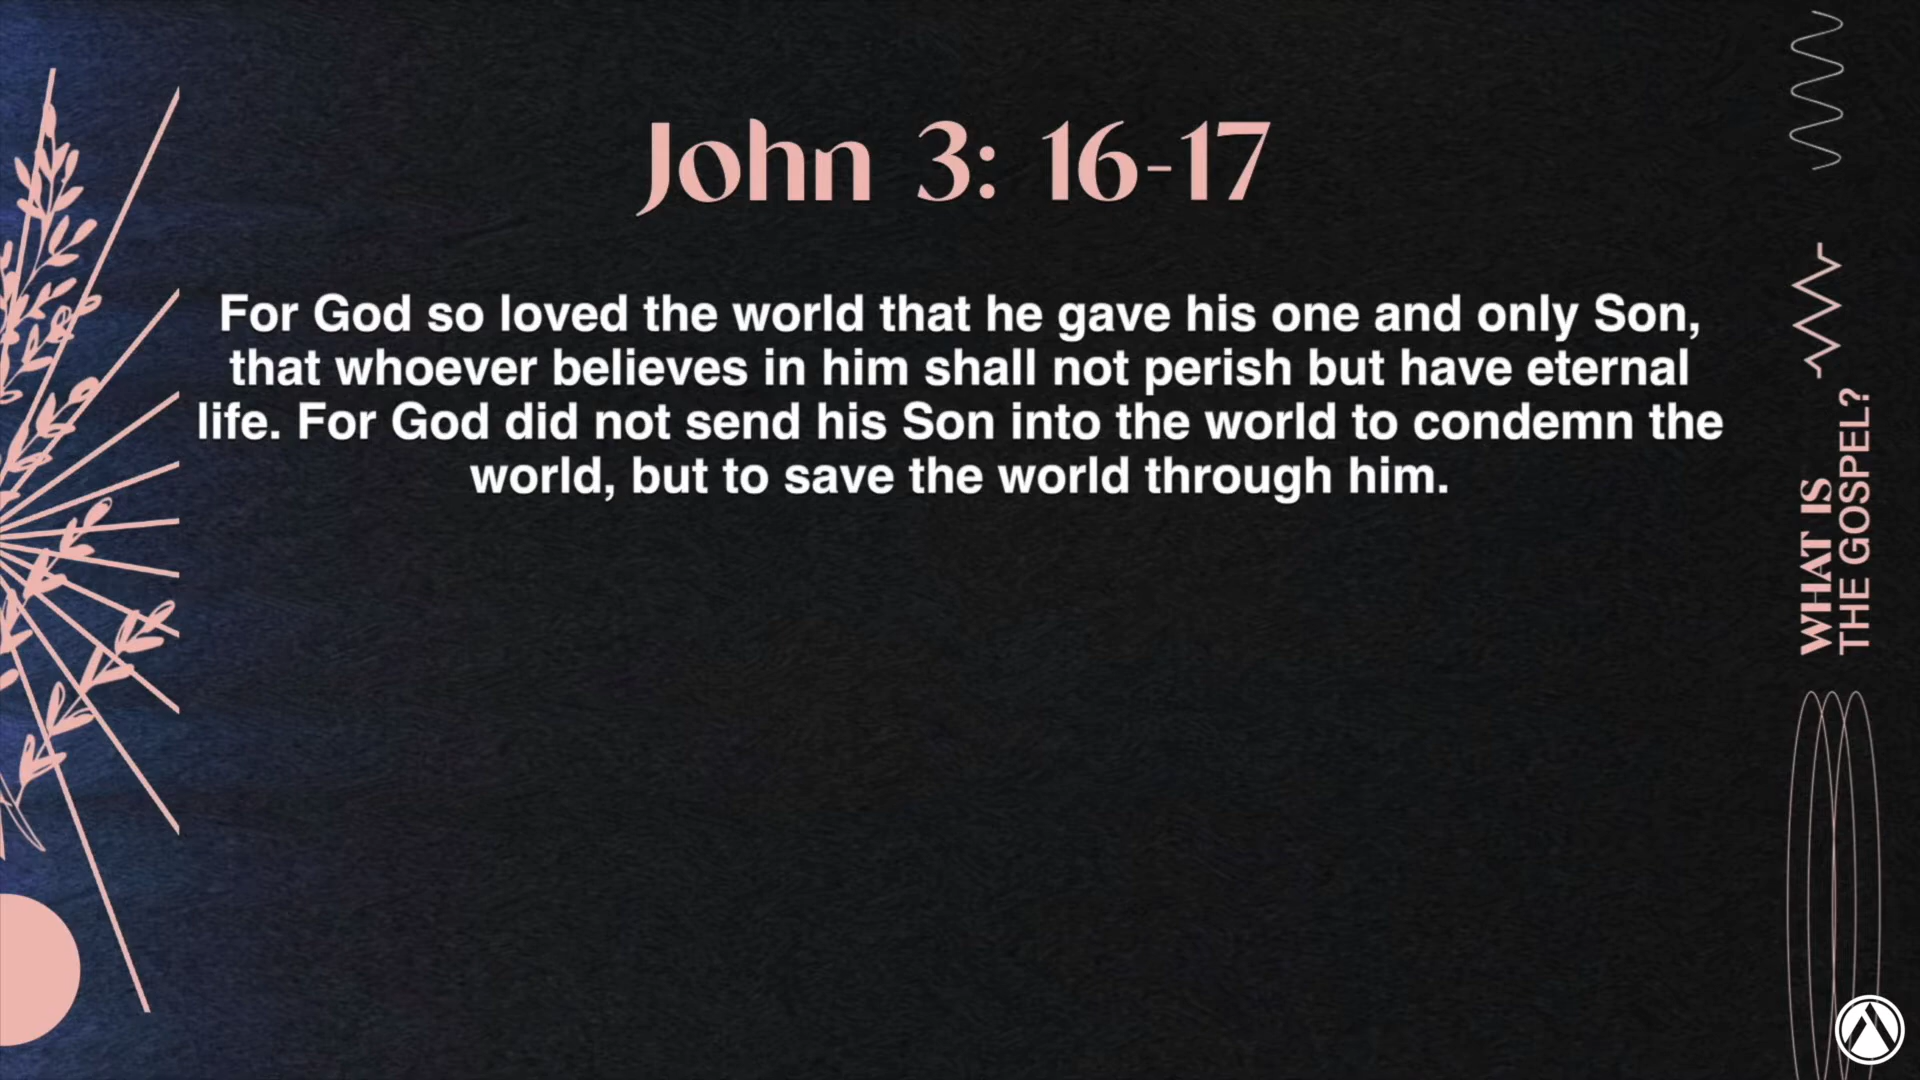 John 3: 16-17
For God so loved the world that he gave his one and only Son,
that whoever believes in him shall not perish but have eternal
life. For God did not send his Son into the world to condemn the
world, but to save the world through him.
WHAT IS
THE GOSPEL?